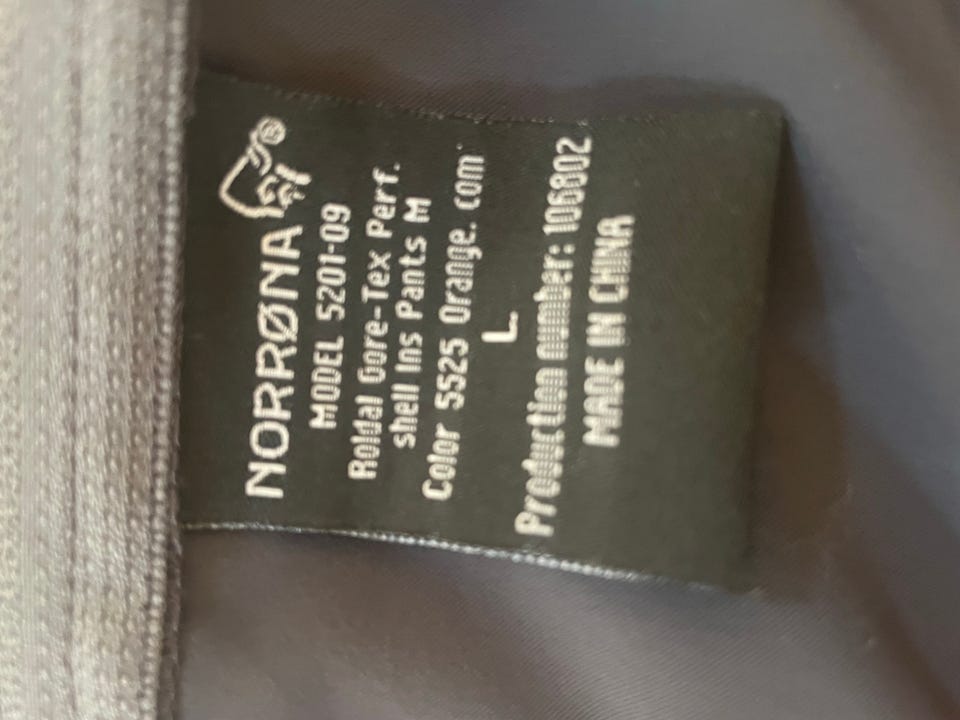 NORRØNA®
MODEL 5201-09
Roldal Gore-Tex Perf.
shell Ins Pants M
Color 5525 Orange. com
L
Production number: 106802
MADE IN CHINA